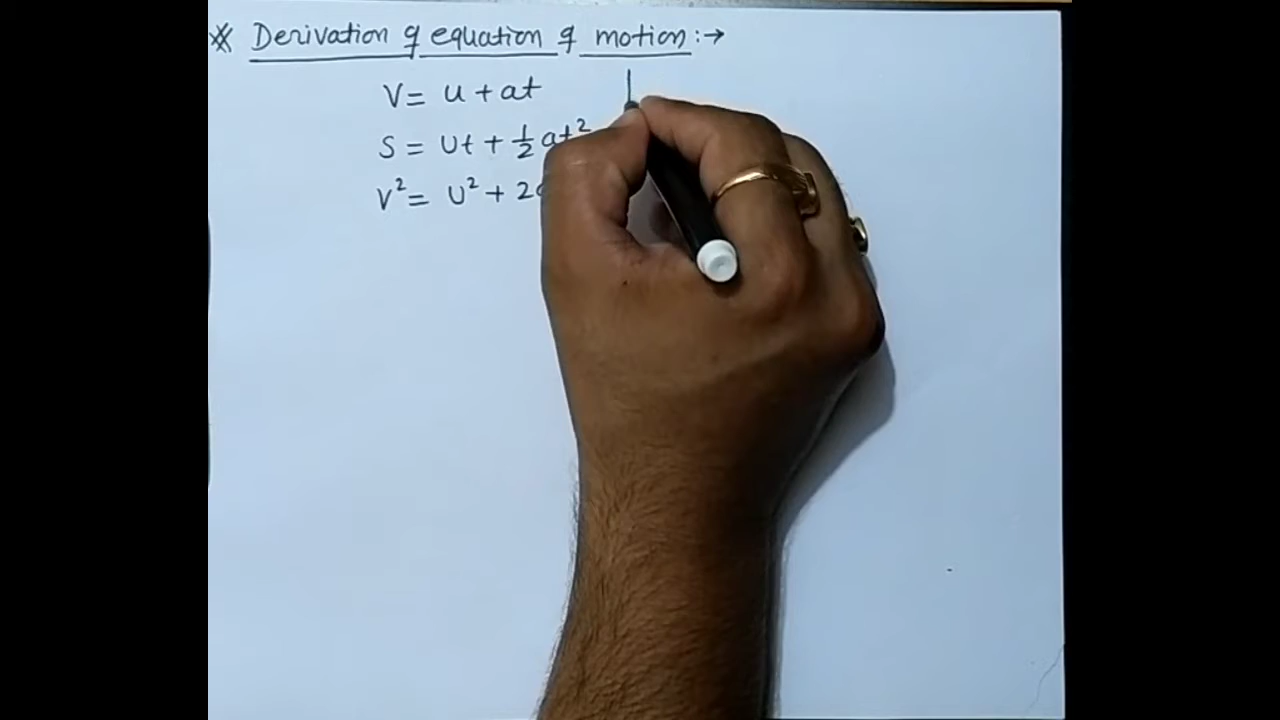 ※ Derivation of equation of motion :→
V = u + at
S = Ut + 1/2 at²
V² = U² + 2